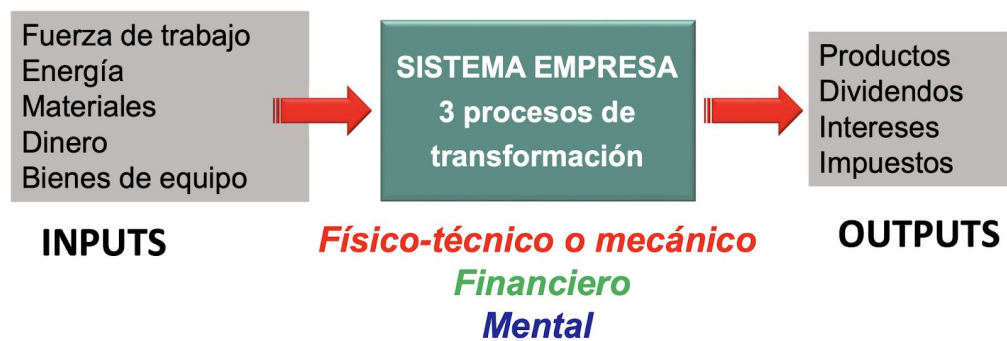 Fuerza de trabajo
Energía
Materiales
Dinero
Bienes de equipo
INPUTS
SISTEMA EMPRESA
3 procesos de
transformación
Físico-técnico o mecánico
Financiero
Mental
Productos
Dividendos
Intereses
Impuestos
OUTPUTS